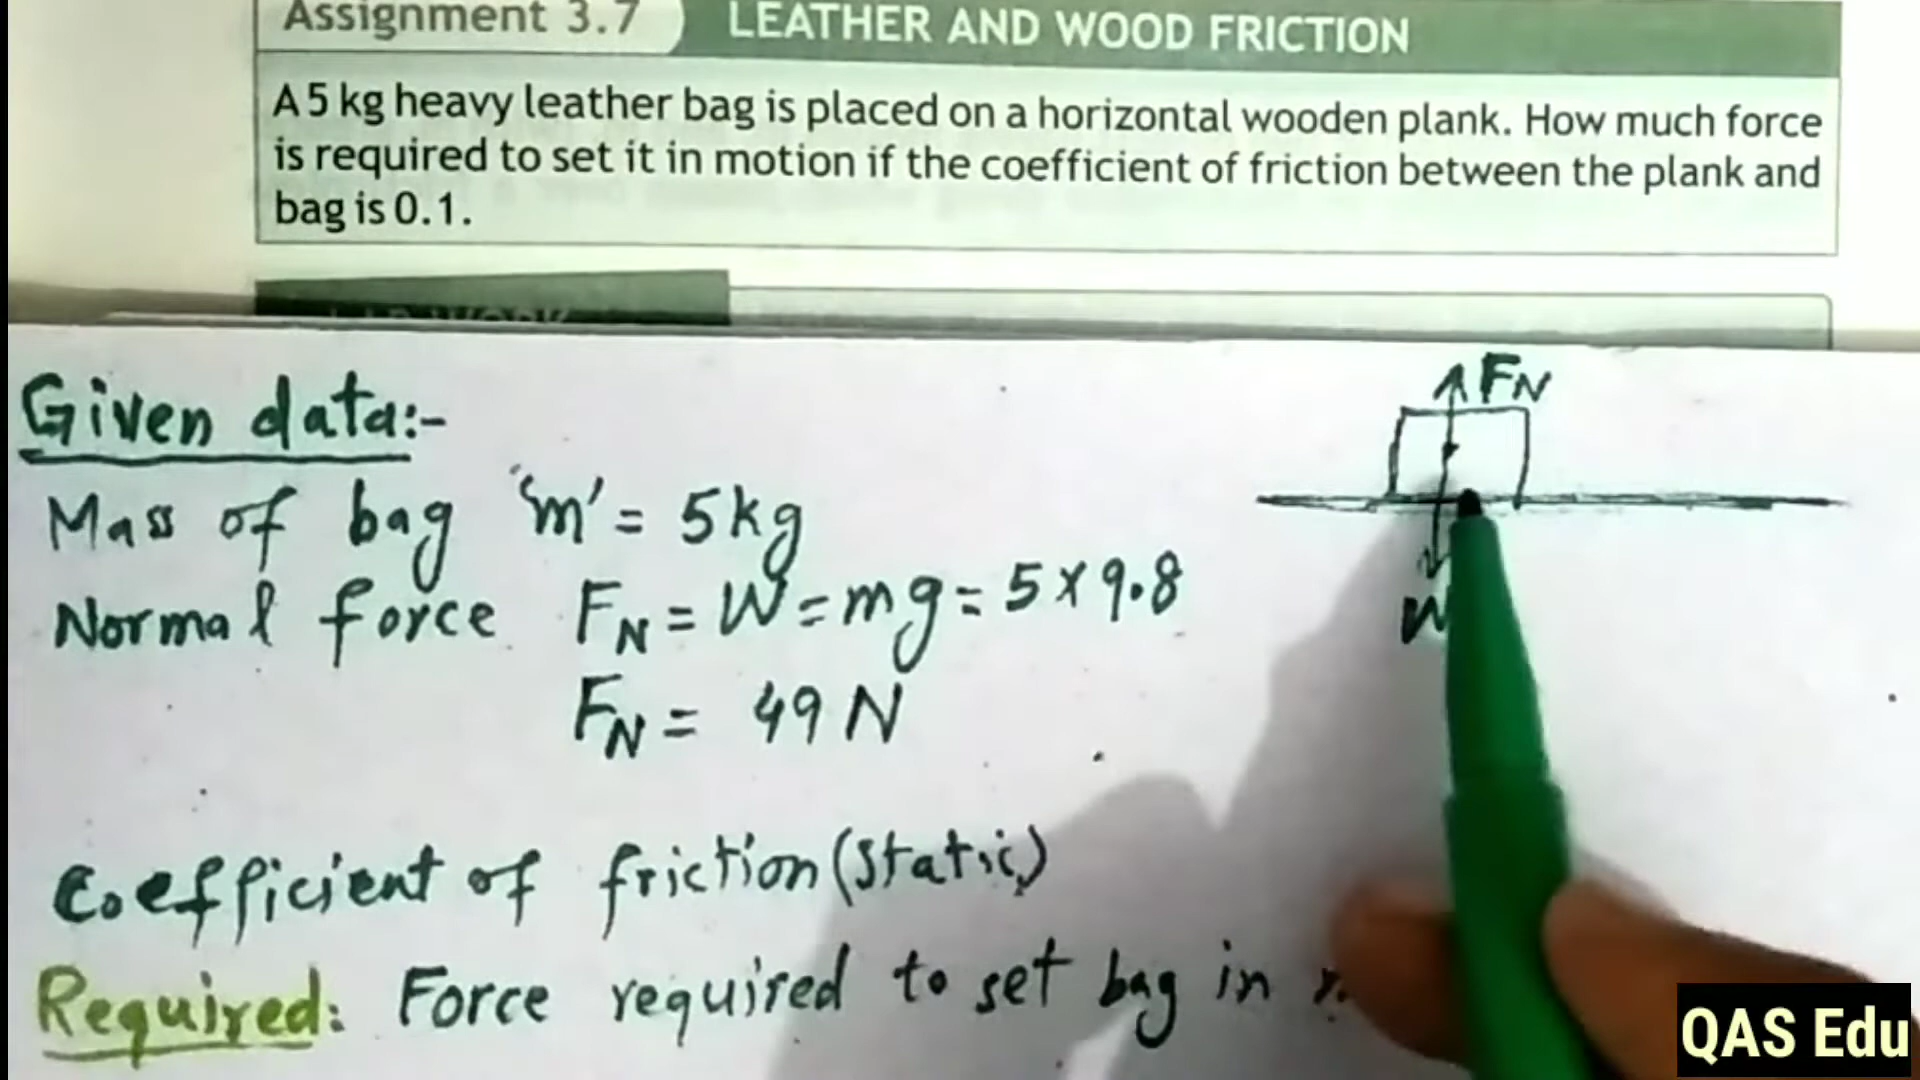 Assignment 3.7 LEATHER AND WOOD FRICTION
A 5 kg heavy leather bag is placed on a horizontal wooden plank. How much force
is required to set it in motion if the coefficient of friction between the plank and
bag is 0.1.
Given data:-
Mass of bag 'm' = 5kg
Normal force FN = W = mg = 5 x 9.8
FN = 49 N
Coefficient of friction (static)
Required: Force required to set bag in
FN
W
QAS Edu